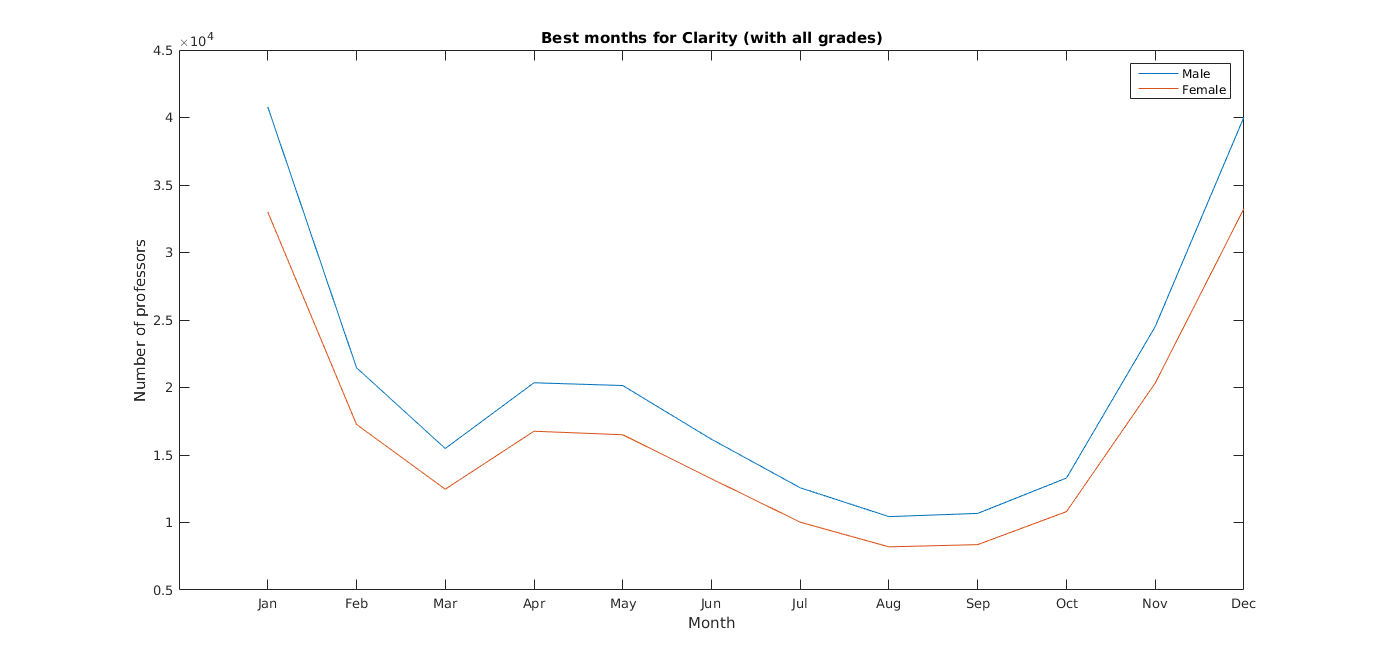 Best months for Clarity (with all grades)
×10⁴
4.5
4
3.5
3
2.5
2
1.5
1
0.5
Number of professors
Male
Female
Jan Feb Mar Apr May Jun Jul Aug Sep Oct Nov Dec
Month